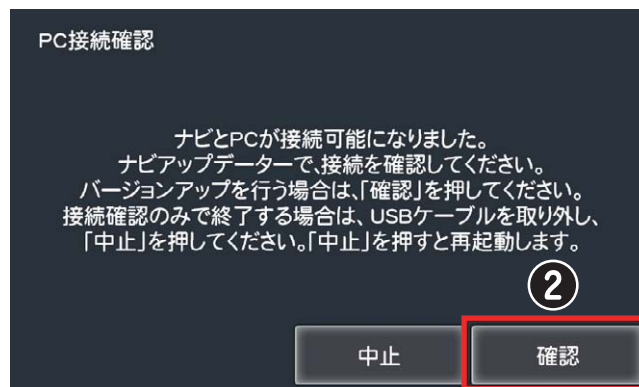 PC接続確認
ナビとPCが接続可能になりました。
ナビアップデーターで、接続を確認してください。
バージョンアップを行う場合は、「確認」を押してください。
接続確認のみで終了する場合は、USBケーブルを取り外し、
「中止」を押してください。「中止」を押すと再起動します。
②
中止
確認